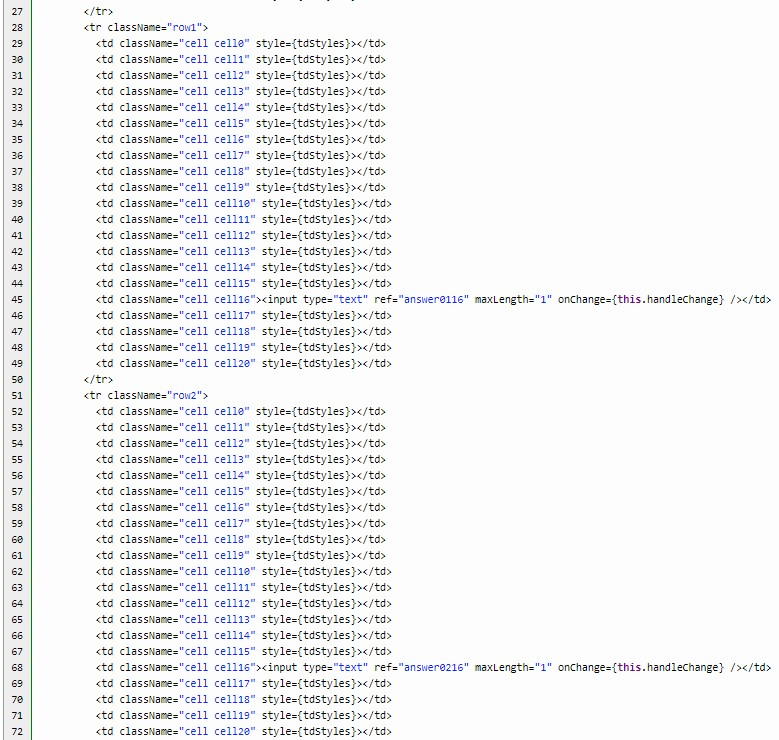 27 </tr>
28 <tr className="row1">
29 <td className="cell cell0" style={tdStyles}></td>
30 <td className="cell cell1" style={tdStyles}></td>
31 <td className="cell cell2" style={tdStyles}></td>
32 <td className="cell cell3" style={tdStyles}></td>
33 <td className="cell cell4" style={tdStyles}></td>
34 <td className="cell cell5" style={tdStyles}></td>
35 <td className="cell cell6" style={tdStyles}></td>
36 <td className="cell cell7" style={tdStyles}></td>
37 <td className="cell cell8" style={tdStyles}></td>
38 <td className="cell cell9" style={tdStyles}></td>
39 <td className="cell cell10" style={tdStyles}></td>
40 <td className="cell cell11" style={tdStyles}></td>
41 <td className="cell cell12" style={tdStyles}></td>
42 <td className="cell cell13" style={tdStyles}></td>
43 <td className="cell cell14" style={tdStyles}></td>
44 <td className="cell cell15" style={tdStyles}></td>
45 <td className="cell cell16"><input type="text" ref="answer0116" maxLength="1" onChange={this.handleChange} /></td>
46 <td className="cell cell17" style={tdStyles}></td>
47 <td className="cell cell18" style={tdStyles}></td>
48 <td className="cell cell19" style={tdStyles}></td>
49 <td className="cell cell20" style={tdStyles}></td>
50 </tr>
51 <tr className="row2">
52 <td className="cell cell0" style={tdStyles}></td>
53 <td className="cell cell1" style={tdStyles}></td>
54 <td className="cell cell2" style={tdStyles}></td>
55 <td className="cell cell3" style={tdStyles}></td>
56 <td className="cell cell4" style={tdStyles}></td>
57 <td className="cell cell5" style={tdStyles}></td>
58 <td className="cell cell6" style={tdStyles}></td>
59 <td className="cell cell7" style={tdStyles}></td>
60 <td className="cell cell8" style={tdStyles}></td>
61 <td className="cell cell9" style={tdStyles}></td>
62 <td className="cell cell10" style={tdStyles}></td>
63 <td className="cell cell11" style={tdStyles}></td>
64 <td className="cell cell12" style={tdStyles}></td>
65 <td className="cell cell13" style={tdStyles}></td>
66 <td className="cell cell14" style={tdStyles}></td>
67 <td className="cell cell15" style={tdStyles}></td>
68 <td className="cell cell16"><input type="text" ref="answer0216" maxLength="1" onChange={this.handleChange} /></td>
69 <td className="cell cell17" style={tdStyles}></td>
70 <td className="cell cell18" style={tdStyles}></td>
71 <td className="cell cell19" style={tdStyles}></td>
72 <td className="cell cell20" style={tdStyles}></td>